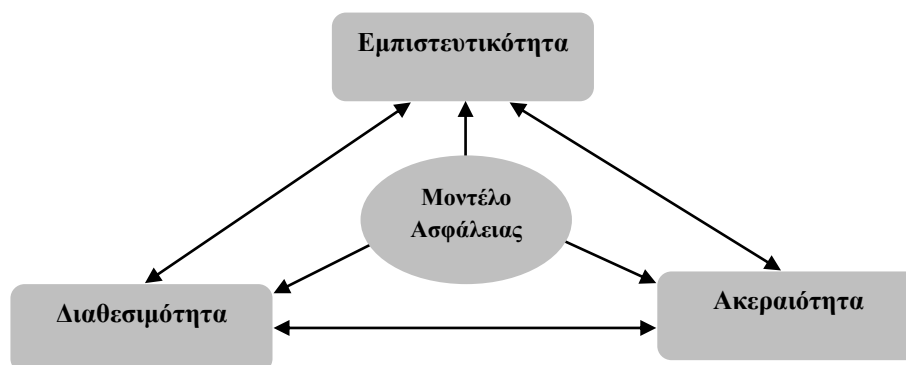 Εμπιστευτικότητα
Μοντέλο
Ασφάλειας
Διαθεσιμότητα
Ακεραιότητα